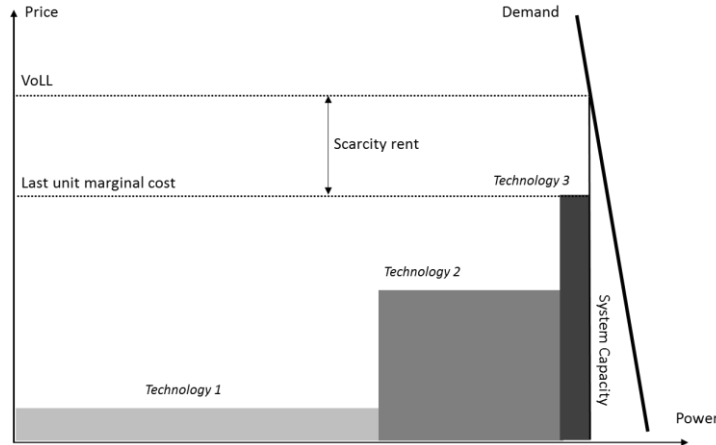 Price
Demand
VoLL
Scarcity rent
Last unit marginal cost
Technology 3
Technology 2
System Capacity
Technology 1
Power